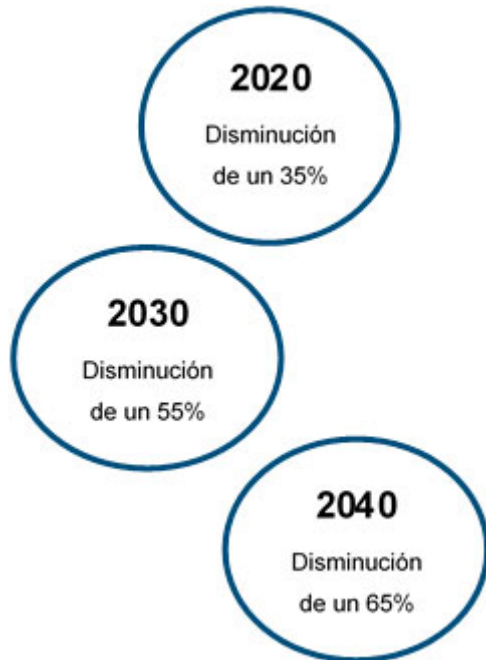 2020
Disminución
de un 35%
2030
Disminución
de un 55%
2040
Disminución
de un 65%